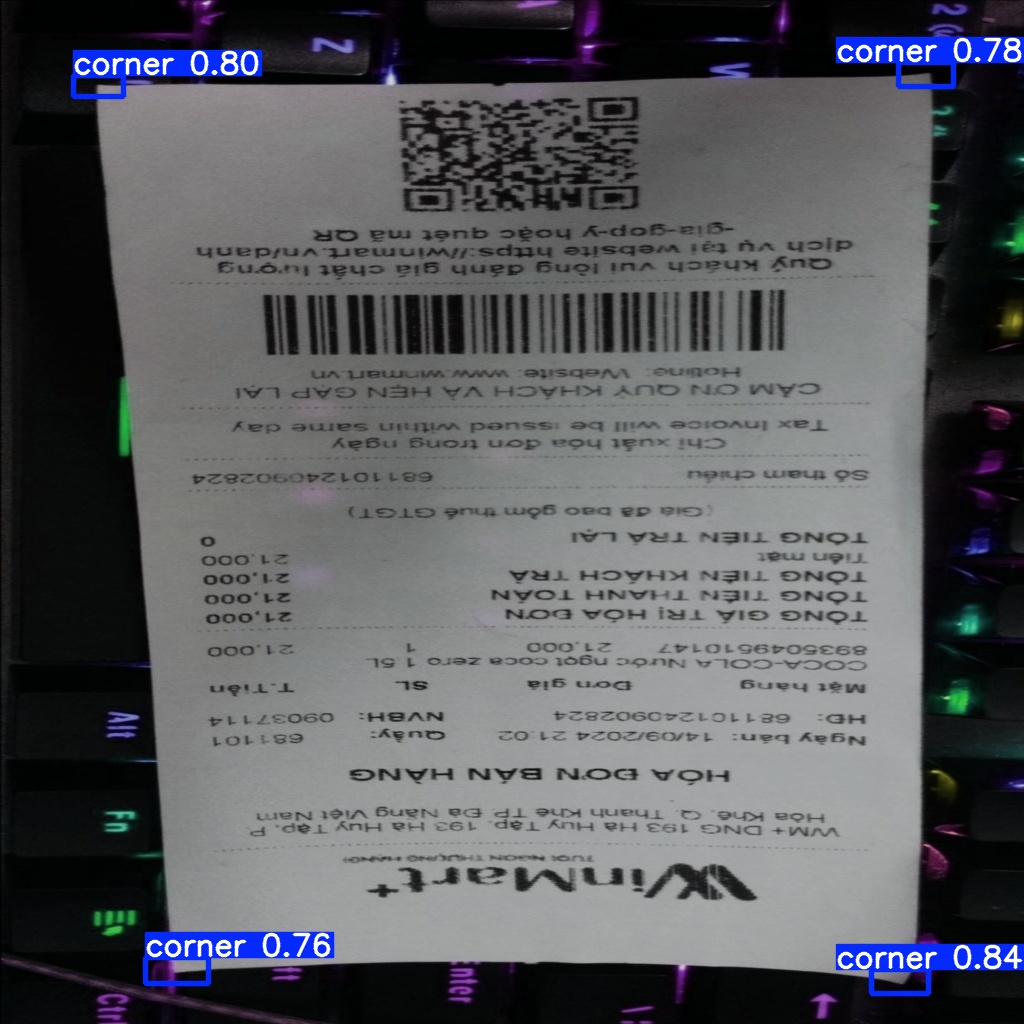 WinMart+
TƯƠI NGON THƯỢNG HẠNG
WM+ DNG 193 Hà Huy Tập, 193 Hà Huy Tập, P.
Hòa Khê, Q. Thanh Khê TP. Đà Nẵng Việt Nam
HÓA ĐƠN BÁN HÀNG
Ngày bán: 14/09/2024 21:02 Quầy: 681101
HĐ: 68110124090282​4 NVBH: 09037114
Mặt hàng Đơn giá SL T.Tiền
COCA-COLA Nước ngọt coca zero 1.5L
8935049510147 21,000 1 21,000
TỔNG GIÁ TRỊ HÓA ĐƠN 21,000
TỔNG TIỀN THANH TOÁN 21,000
TỔNG TIỀN KHÁCH TRẢ 21,000
Tiền mặt 21,000
TỔNG TIỀN TRẢ LẠI 0
(Giá đã bao gồm thuế GTGT)
Số tham chiếu 681101240902824
Chỉ xuất hóa đơn trong ngày
Tax Invoice will be issued within same day
CẢM ƠN QUÝ KHÁCH VÀ HẸN GẶP LẠI
Hotline: Website: www.winmart.vn
Quý khách vui lòng đánh giá chất lượng
dịch vụ tại website https://winmart.vn/danh
-gia-gop-y hoặc quét mã QR
corner 0.80
corner 0.78
corner 0.76
corner 0.84
Z
Alt
Fn
Enter